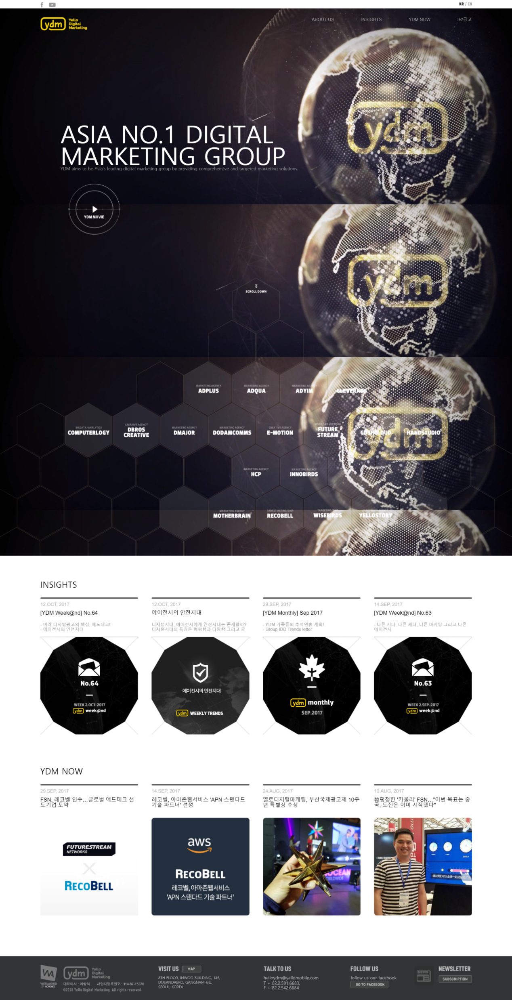 KR / EN
ydm Yello
Digital
Marketing
ABOUT US
INSIGHTS
YDM NOW
IR/공고
ydm
ASIA NO.1 DIGITAL
MARKETING GROUP
YDM aims to be Asia's leading digital marketing group by providing comprehensive and targeted marketing solutions.
YDM MOVIE
ydm
SCROLL DOWN
MARKETING AGENCY
ADPLUS
MARKETING AGENCY
ADQUA
MARKETING AGENCY
ADYIM
CLEVERADS
BIGDATA/ANALYTICS
COMPUTERLOGY
CREATIVE AGENCY
DBROS
CREATIVE
MARKETING AGENCY
DMAJOR
MARKETING AGENCY
DODAMCOMMS
CREATIVE AGENCY
E-MOTION
FUTURE
STREAM
GUSHCLOUD
HANDSTUDIO
ydm
MARKETING AGENCY
HCP
MARKETING AGENCY
INNOBIRDS
MARKETING AGENCY
MOTHERBRAIN
TARGETINGTING/DMP
RECOBELL
WISEBIRDS
YELLOSTORY
INSIGHTS
12.OCT, 2017
[YDM Week@nd] No.64
- 미래 디지털광고의 핵심, 애드테크!
- 에이전시의 안전지대
No.64
WEEK 2.OCT.2017
ydm week@nd
12.OCT, 2017
에이전시의 안전지대
디지털시대, 에이전시에게 안전지대는 존재할까?
디지털시대의 특징은 평평함과 다양함 그리고 글
에이전시의 안전지대
ydm WEEKLY TRENDS
29.SEP, 2017
[YDM Monthly] Sep 2017
- YDM 가족들의 추석연휴 계획!
- Group IDD Trends letter
ydm monthly
SEP.2017
14.SEP, 2017
[YDM Week@nd] No.63
- 다른 시대, 다른 세대, 다른 마케팅 그리고 다른
에이전시
No.63
WEEK 2.SEP.2017
ydm week@nd
YDM NOW
29.SEP, 2017
FSN, 레코벨 인수...글로벌 애드테크 선
도기업 도약
FUTURESTREAM
NETWORKS
X
RECOBELL
14.SEP, 2017
레코벨, 아마존웹서비스 ‘APN 스탠다드
기술 파트너’ 선정
aws
RECOBELL
레코벨, 아마존웹서비스
'APN 스탠다드 기술 파트너'
24.AUG, 2017
옐로디지털마케팅, 부산국제광고제 10주
년 특별상 수상
OCEAN
WORLDWIDE
10.AUG, 2017
韓평정한 '카울리' FSN..."이번 목표는 중
국, 도전은 이미 시작됐다"
CAULY
WA
WEB AWARD
NOMINEE
ydm Yello
Digital
Marketing
대표이사 : 이상석 사업자등록번호 : 114-87-15370
©2015 Yello Digital Marketing All rights reserved
VISIT US
MAP
8TH FLOOR, INWOO BUILDING, 145,
DOSANDAERO, GANGNAM-GU,
SEOUL, KOREA
TALK TO US
helloydm@yellomobile.com
T + 82.2.591.6683,
F + 82.2.542.6684
FOLLOW US
follow us our facebook
GO TO FACEBOOK
NEWS
NEWSLETTER
SUBSCRIPTION